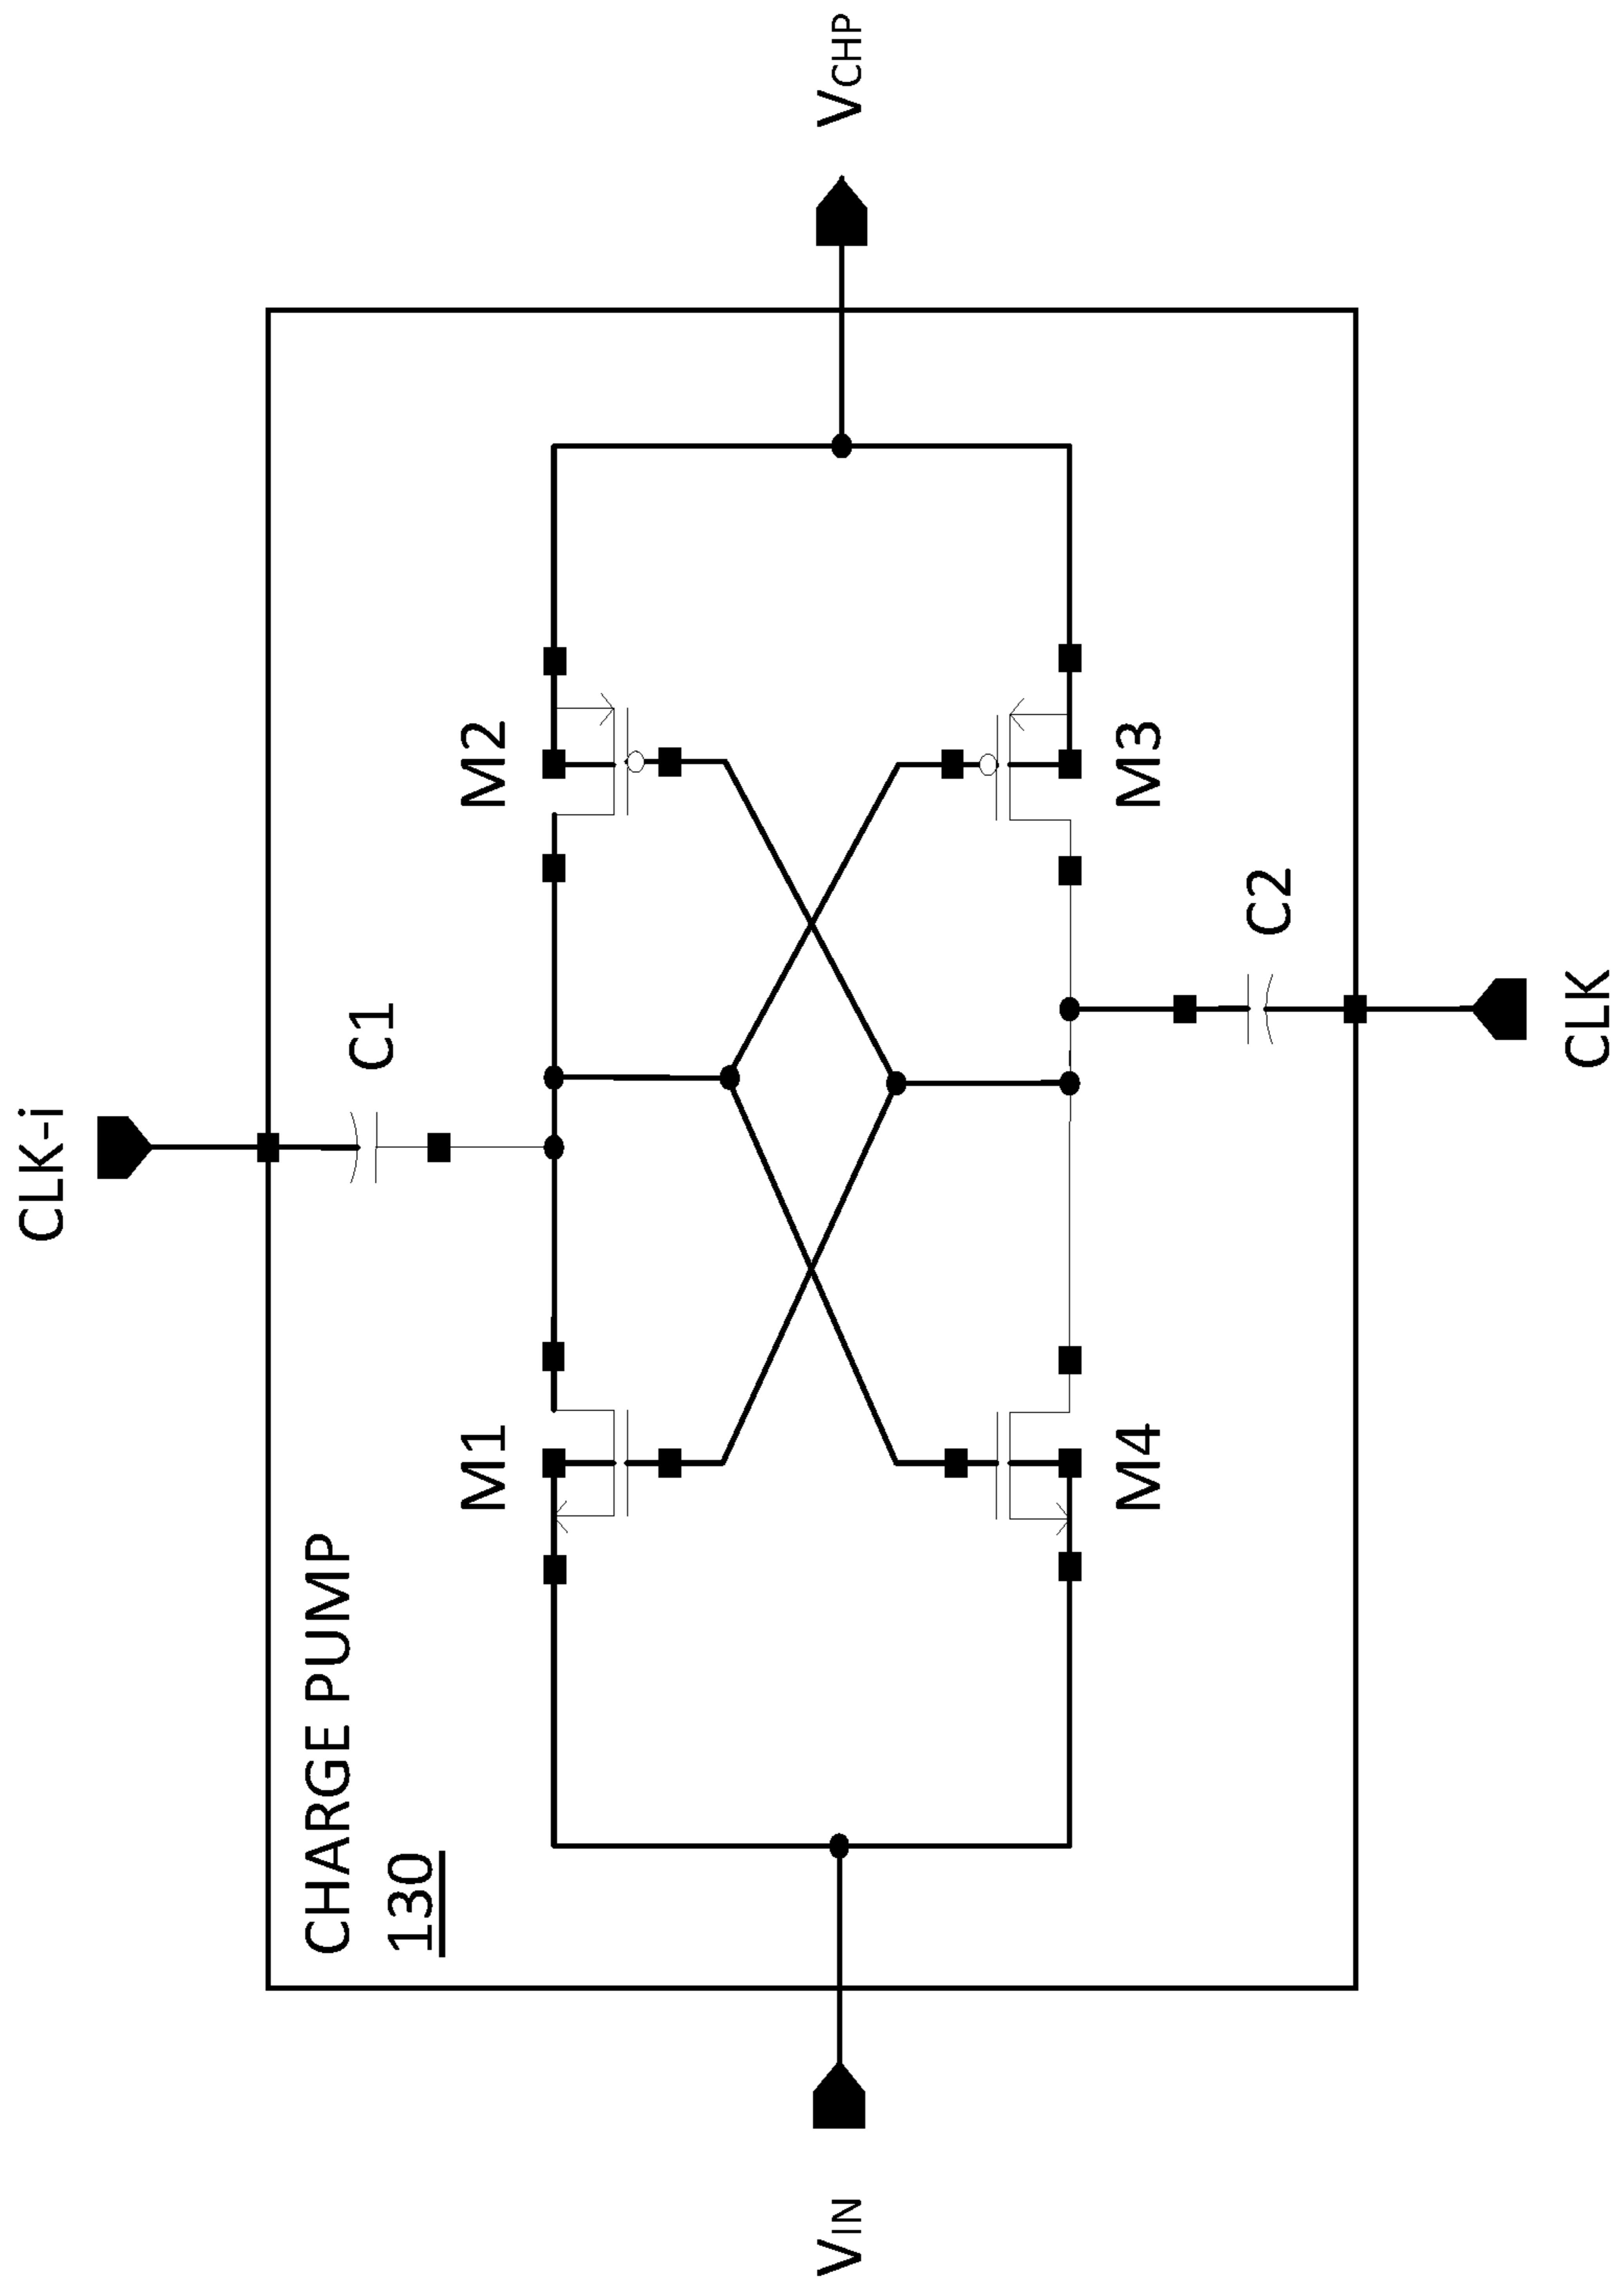 CHARGE PUMP
130
CLK-i
C1
M1
M2
VIN
VCHP
M4
M3
C2
CLK